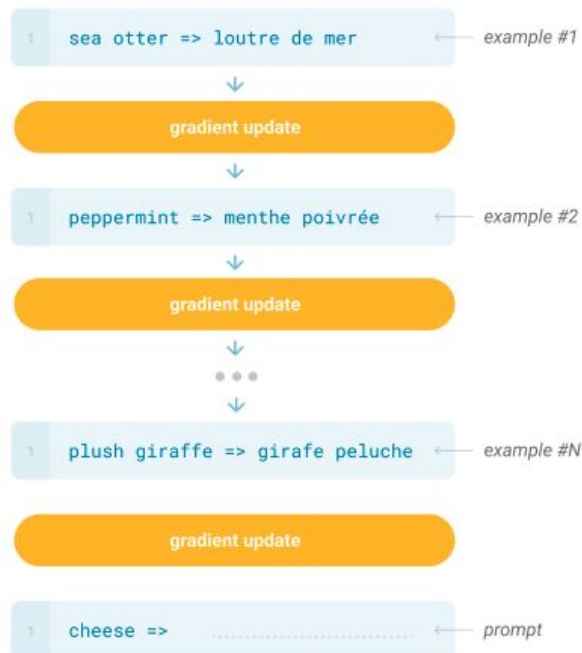 1 sea otter => loutre de mer example #1
gradient update
1 peppermint => menthe poivrée example #2
gradient update
1 plush giraffe => girafe peluche example #N
gradient update
1 cheese => prompt